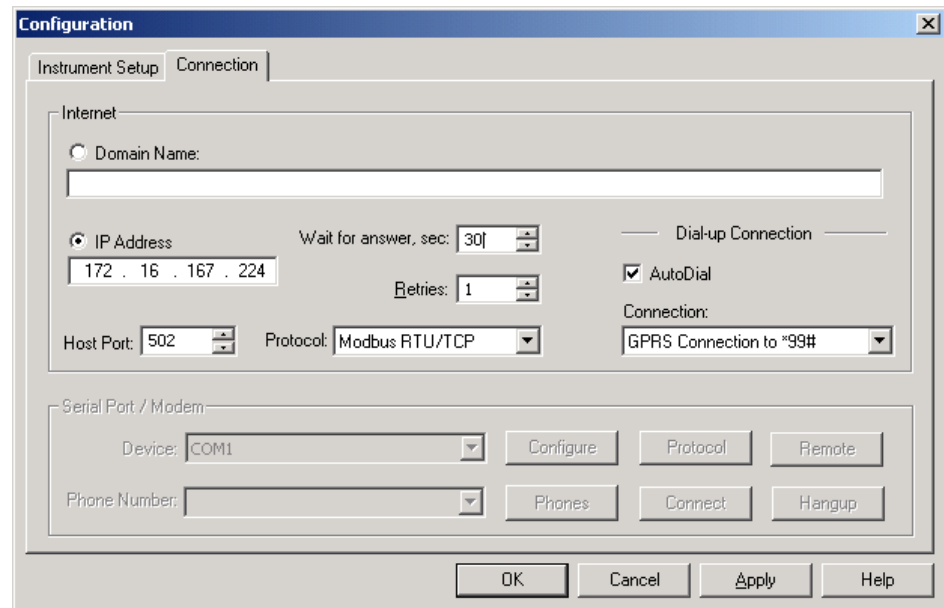 Configuration
Instrument Setup Connection
Internet
Domain Name:
IP Address
172 . 16 . 167 . 224
Wait for answer, sec: 30
Retries: 1
Dial-up Connection
AutoDial
Connection:
GPRS Connection to *99#
Host Port: 502
Protocol: Modbus RTU/TCP
Serial Port / Modem
Device: COM1
Configure Protocol Remote
Phone Number:
Phones Connect Hangup
OK Cancel Apply Help